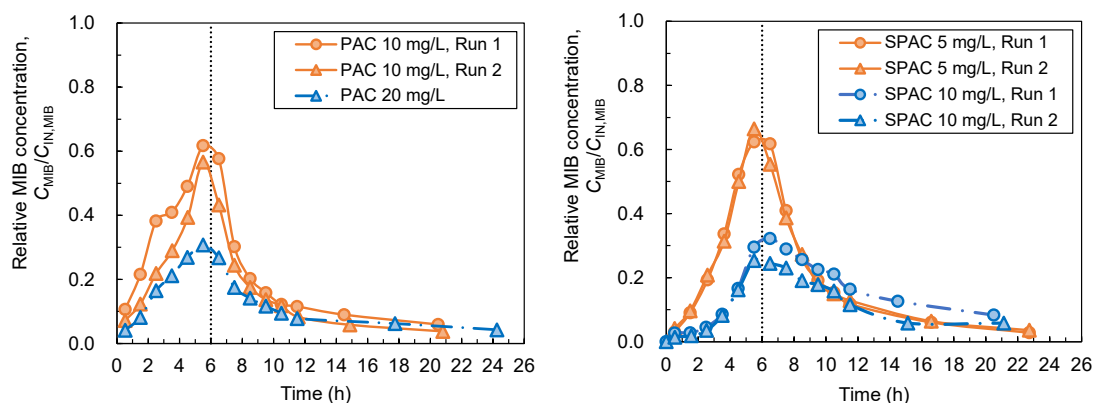 Relative MIB concentration,
C_MIB/C_IN,MIB
1.0
0.8
0.6
0.4
0.2
0.0
PAC 10 mg/L, Run 1
PAC 10 mg/L, Run 2
PAC 20 mg/L
0 2 4 6 8 10 12 14 16 18 20 22 24 26
Time (h)
Relative MIB concentration,
C_MIB/C_IN,MIB
1.0
0.8
0.6
0.4
0.2
0.0
SPAC 5 mg/L, Run 1
SPAC 5 mg/L, Run 2
SPAC 10 mg/L, Run 1
SPAC 10 mg/L, Run 2
0 2 4 6 8 10 12 14 16 18 20 22 24 26
Time (h)